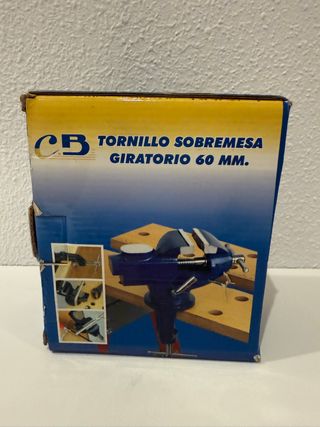 CB
TORNILLO SOBREMESA
GIRATORIO 60 MM.